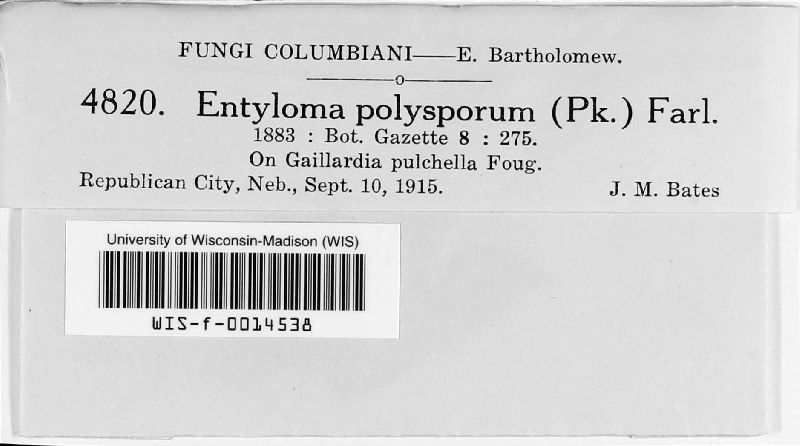 FUNGI COLUMBIANI——E. Bartholomew.
4820. Entyloma polysporum (Pk.) Farl.
1883 : Bot. Gazette 8 : 275.
On Gaillardia pulchella Foug.
Republican City, Neb., Sept. 10, 1915. J. M. Bates
University of Wisconsin-Madison (WIS)
WIS-f-0014538